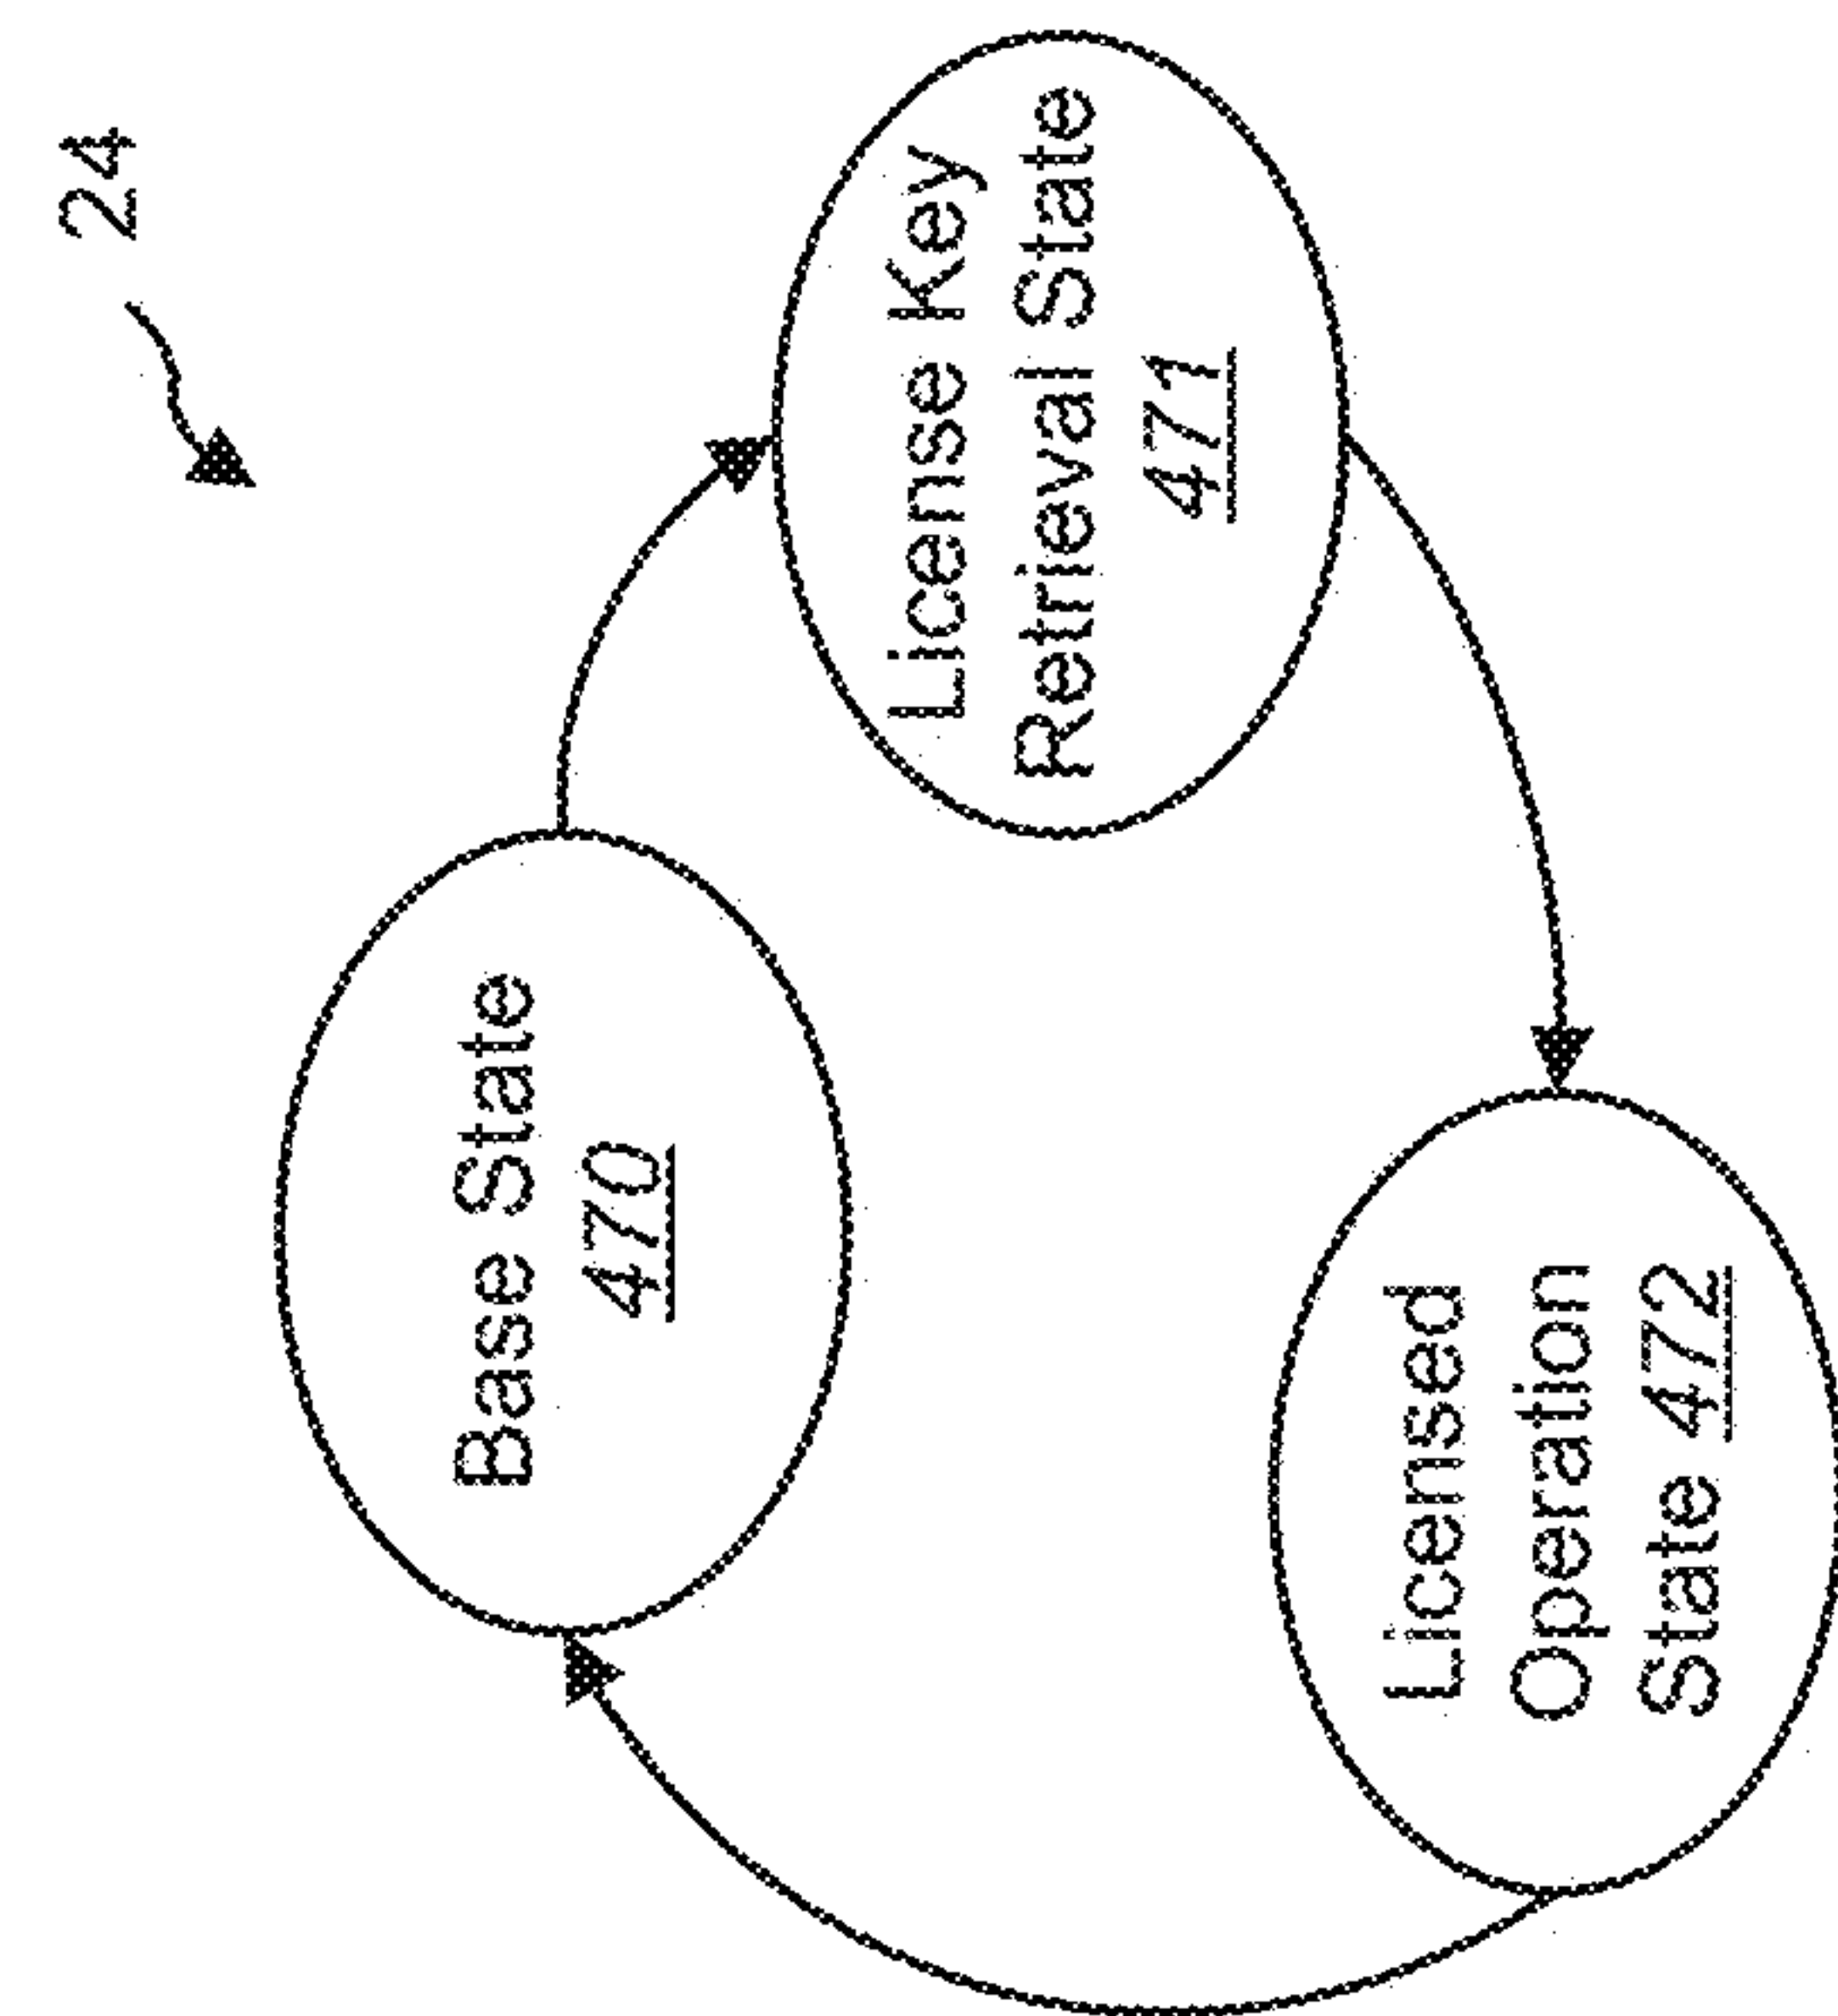 24
Base State
470
License Key
Retrieval State
471
Licensed
Operation
State 472